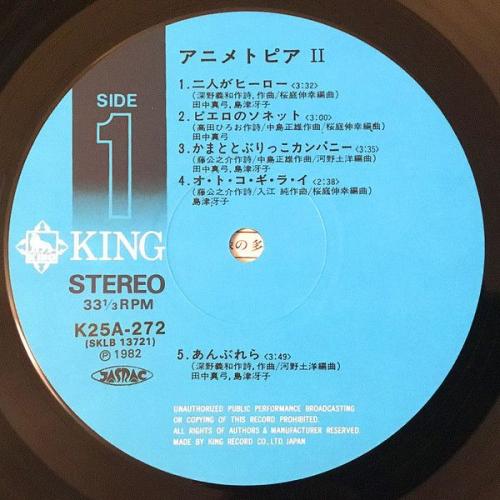 アニメトピア II
SIDE
1
KING
STEREO
33 1/3 RPM
K25A-272
(SKLB 13721)
Ⓟ 1982
JASRAC
1.二人がヒーロー <3:32>
(深野義和作詩,作曲/桜庭伸幸編曲)
田中真弓,島津冴子
2.ピエロのソネット <3:00>
(高田ひろお作詩/中島正雄作曲/桜庭伸幸編曲)
田中真弓
3.かまととぶりっこカンパニー <3:35>
(藤公之介作詩/中島正雄作曲/河野土洋編曲)
田中真弓,島津冴子
4.オ・ト・コ・ギ・ラ・イ <2:38>
(藤公之介作詩/入江 純作曲/桜庭伸幸編曲)
島津冴子
の多
5.あんぶれら <3:49>
(深野義和作詩,作曲/河野土洋編曲)
田中真弓,島津冴子
UNAUTHORIZED PUBLIC PERFORMANCE BROADCASTING
OR COPYING OF THIS RECORD PROHIBITED.
ALL RIGHTS OF AUTHORS & MANUFACTURER RESERVED.
MADE BY KING RECORD CO., LTD. JAPAN